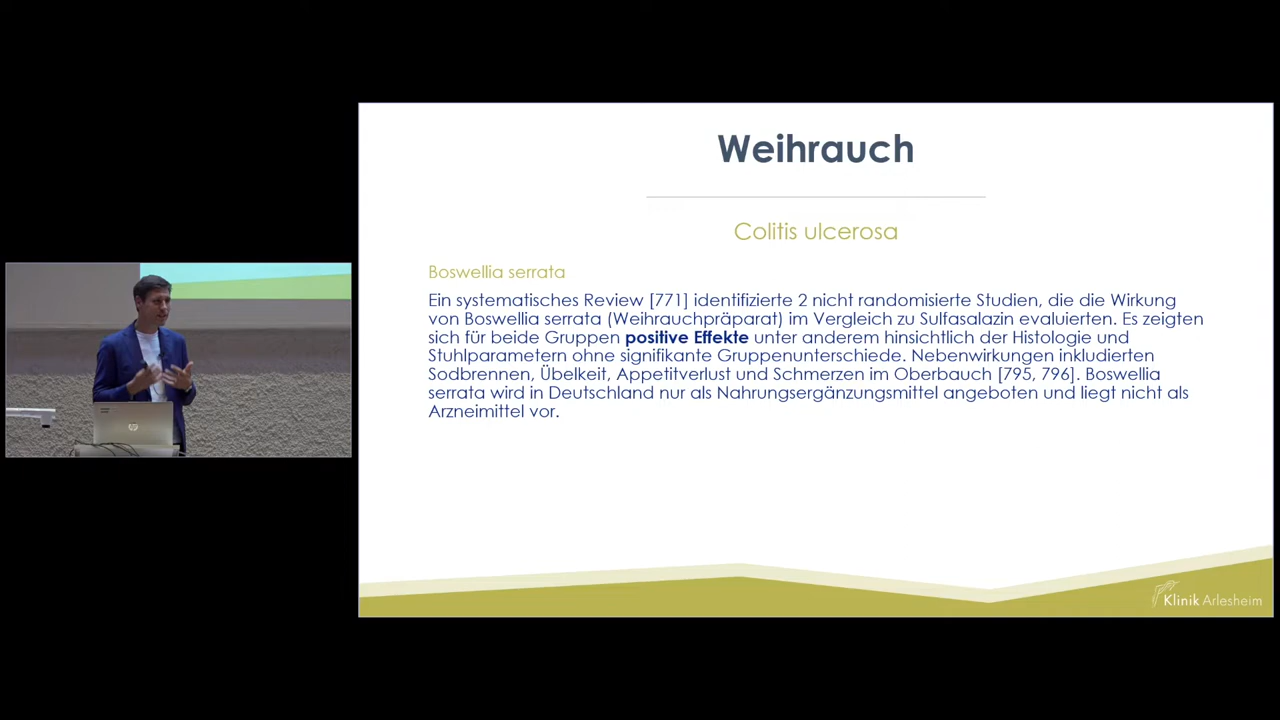 Weihrauch
Colitis ulcerosa
Boswellia serrata
Ein systematisches Review [771] identifizierte 2 nicht randomisierte Studien, die die Wirkung
von Boswellia serrata (Weihrauchpräparat) im Vergleich zu Sulfasalazin evaluierten. Es zeigten
sich für beide Gruppen positive Effekte unter anderem hinsichtlich der Histologie und
Stuhlparametern ohne signifikante Gruppenunterschiede. Nebenwirkungen inkludierten
Sodbrennen, Übelkeit, Appetitverlust und Schmerzen im Oberbauch [795, 796]. Boswellia
serrata wird in Deutschland nur als Nahrungsergänzungsmittel angeboten und liegt nicht als
Arzneimittel vor.
Klinik Arlesheim
hp